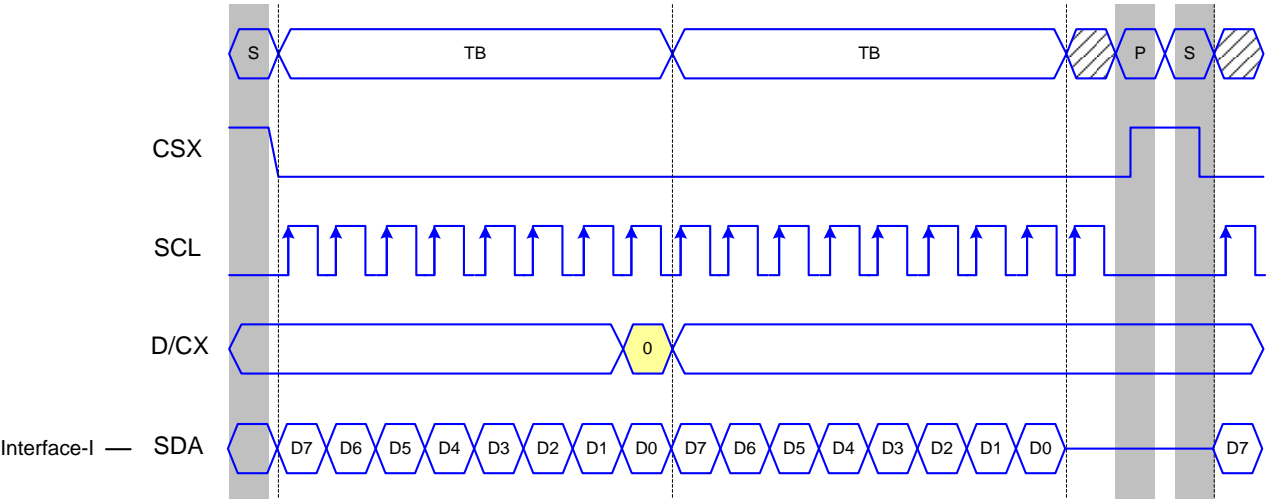 S TB TB P S
CSX
SCL
D/CX 0
Interface-I — SDA D7 D6 D5 D4 D3 D2 D1 D0 D7 D6 D5 D4 D3 D2 D1 D0 D7